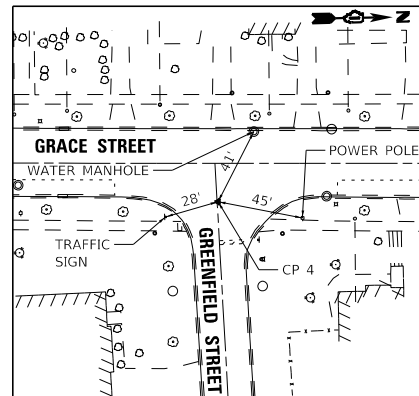 N
GRACE STREET
WATER MANHOLE
41'
POWER POLE
28'
45'
TRAFFIC
SIGN
GREENFIELD STREET
CP 4